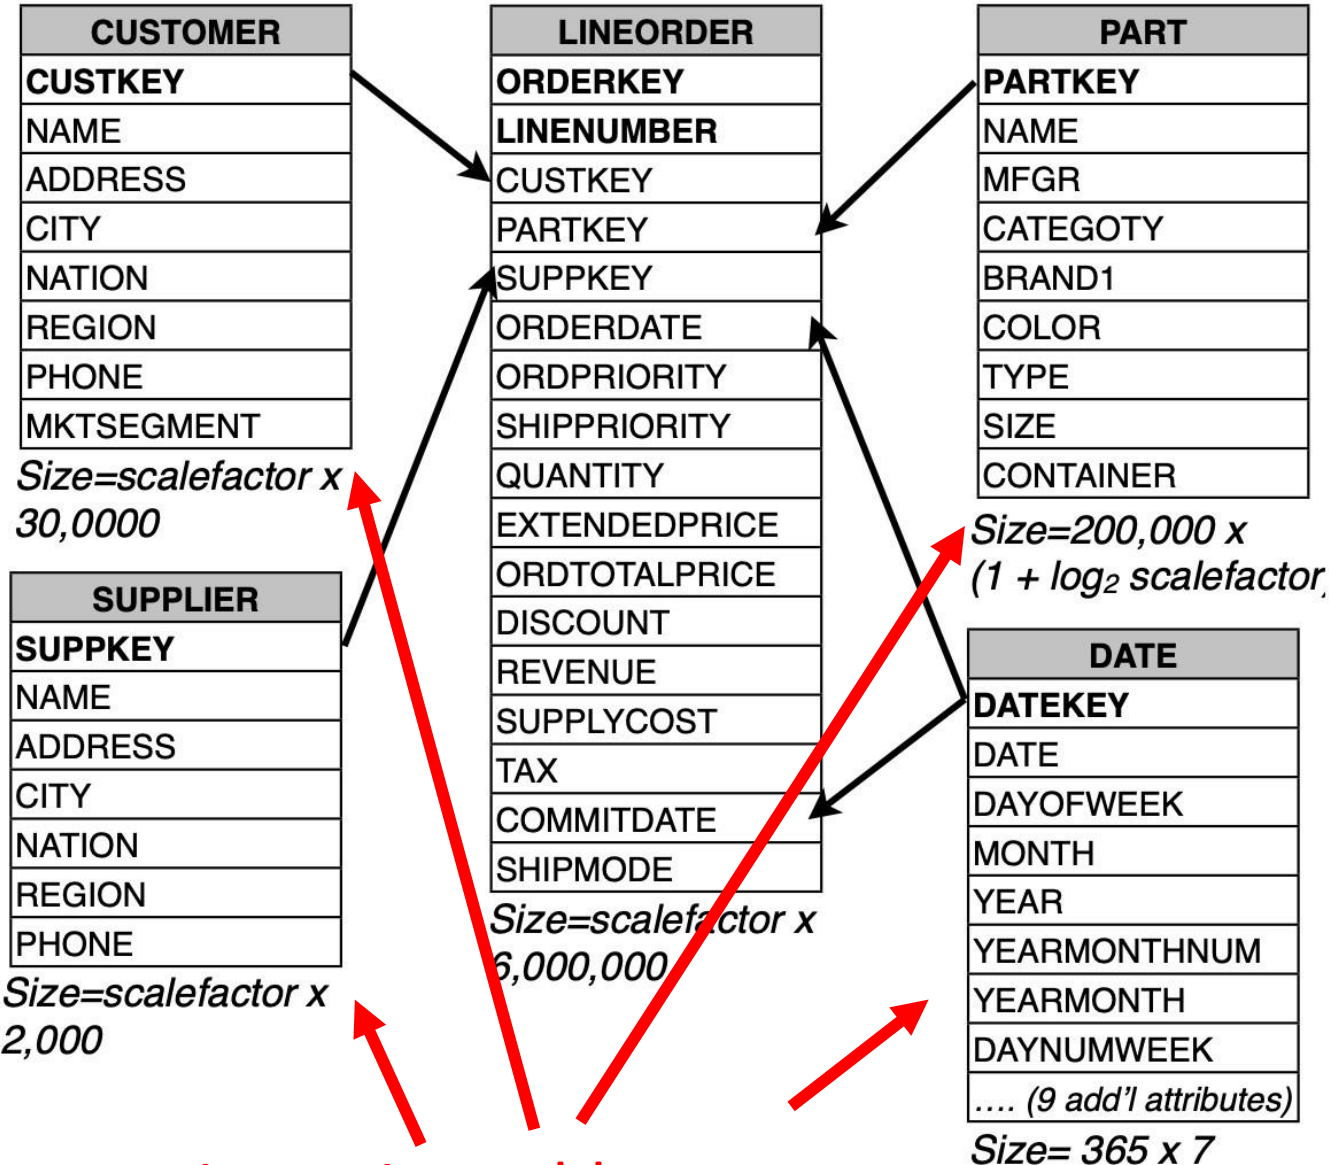 CUSTOMER
CUSTKEY
NAME
ADDRESS
CITY
NATION
REGION
PHONE
MKTSEGMENT
Size=scalefactor x
30,0000
SUPPLIER
SUPPKEY
NAME
ADDRESS
CITY
NATION
REGION
PHONE
Size=scalefactor x
2,000
LINEORDER
ORDERKEY
LINENUMBER
CUSTKEY
PARTKEY
SUPPKEY
ORDERDATE
ORDPRIORITY
SHIPPRIORITY
QUANTITY
EXTENDEDPRICE
ORDTOTALPRICE
DISCOUNT
REVENUE
SUPPLYCOST
TAX
COMMITDATE
SHIPMODE
Size=scalefactor x
6,000,000
PART
PARTKEY
NAME
MFGR
CATEGOTY
BRAND1
COLOR
TYPE
SIZE
CONTAINER
Size=200,000 x
(1 + log₂ scalefactor)
DATE
DATEKEY
DATE
DAYOFWEEK
MONTH
YEAR
YEARMONTHNUM
YEARMONTH
DAYNUMWEEK
.... (9 add'l attributes)
Size= 365 x 7